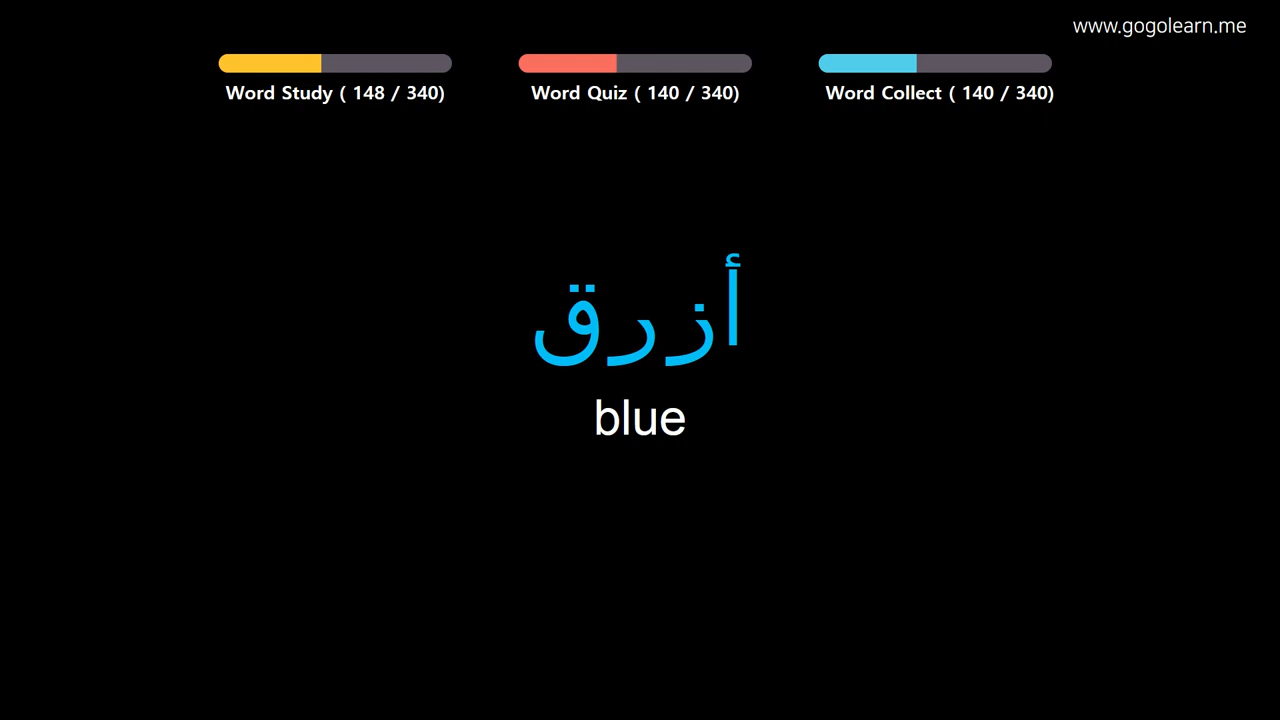 www.gogolearn.me
Word Study ( 148 / 340)
Word Quiz ( 140 / 340)
Word Collect ( 140 / 340)
أزرق
blue